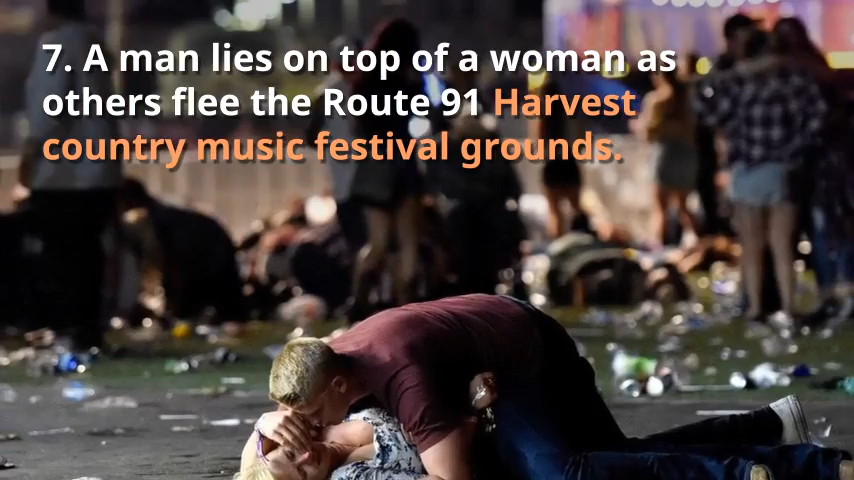 7. A man lies on top of a woman as
others flee the Route 91 Harvest
country music festival grounds.